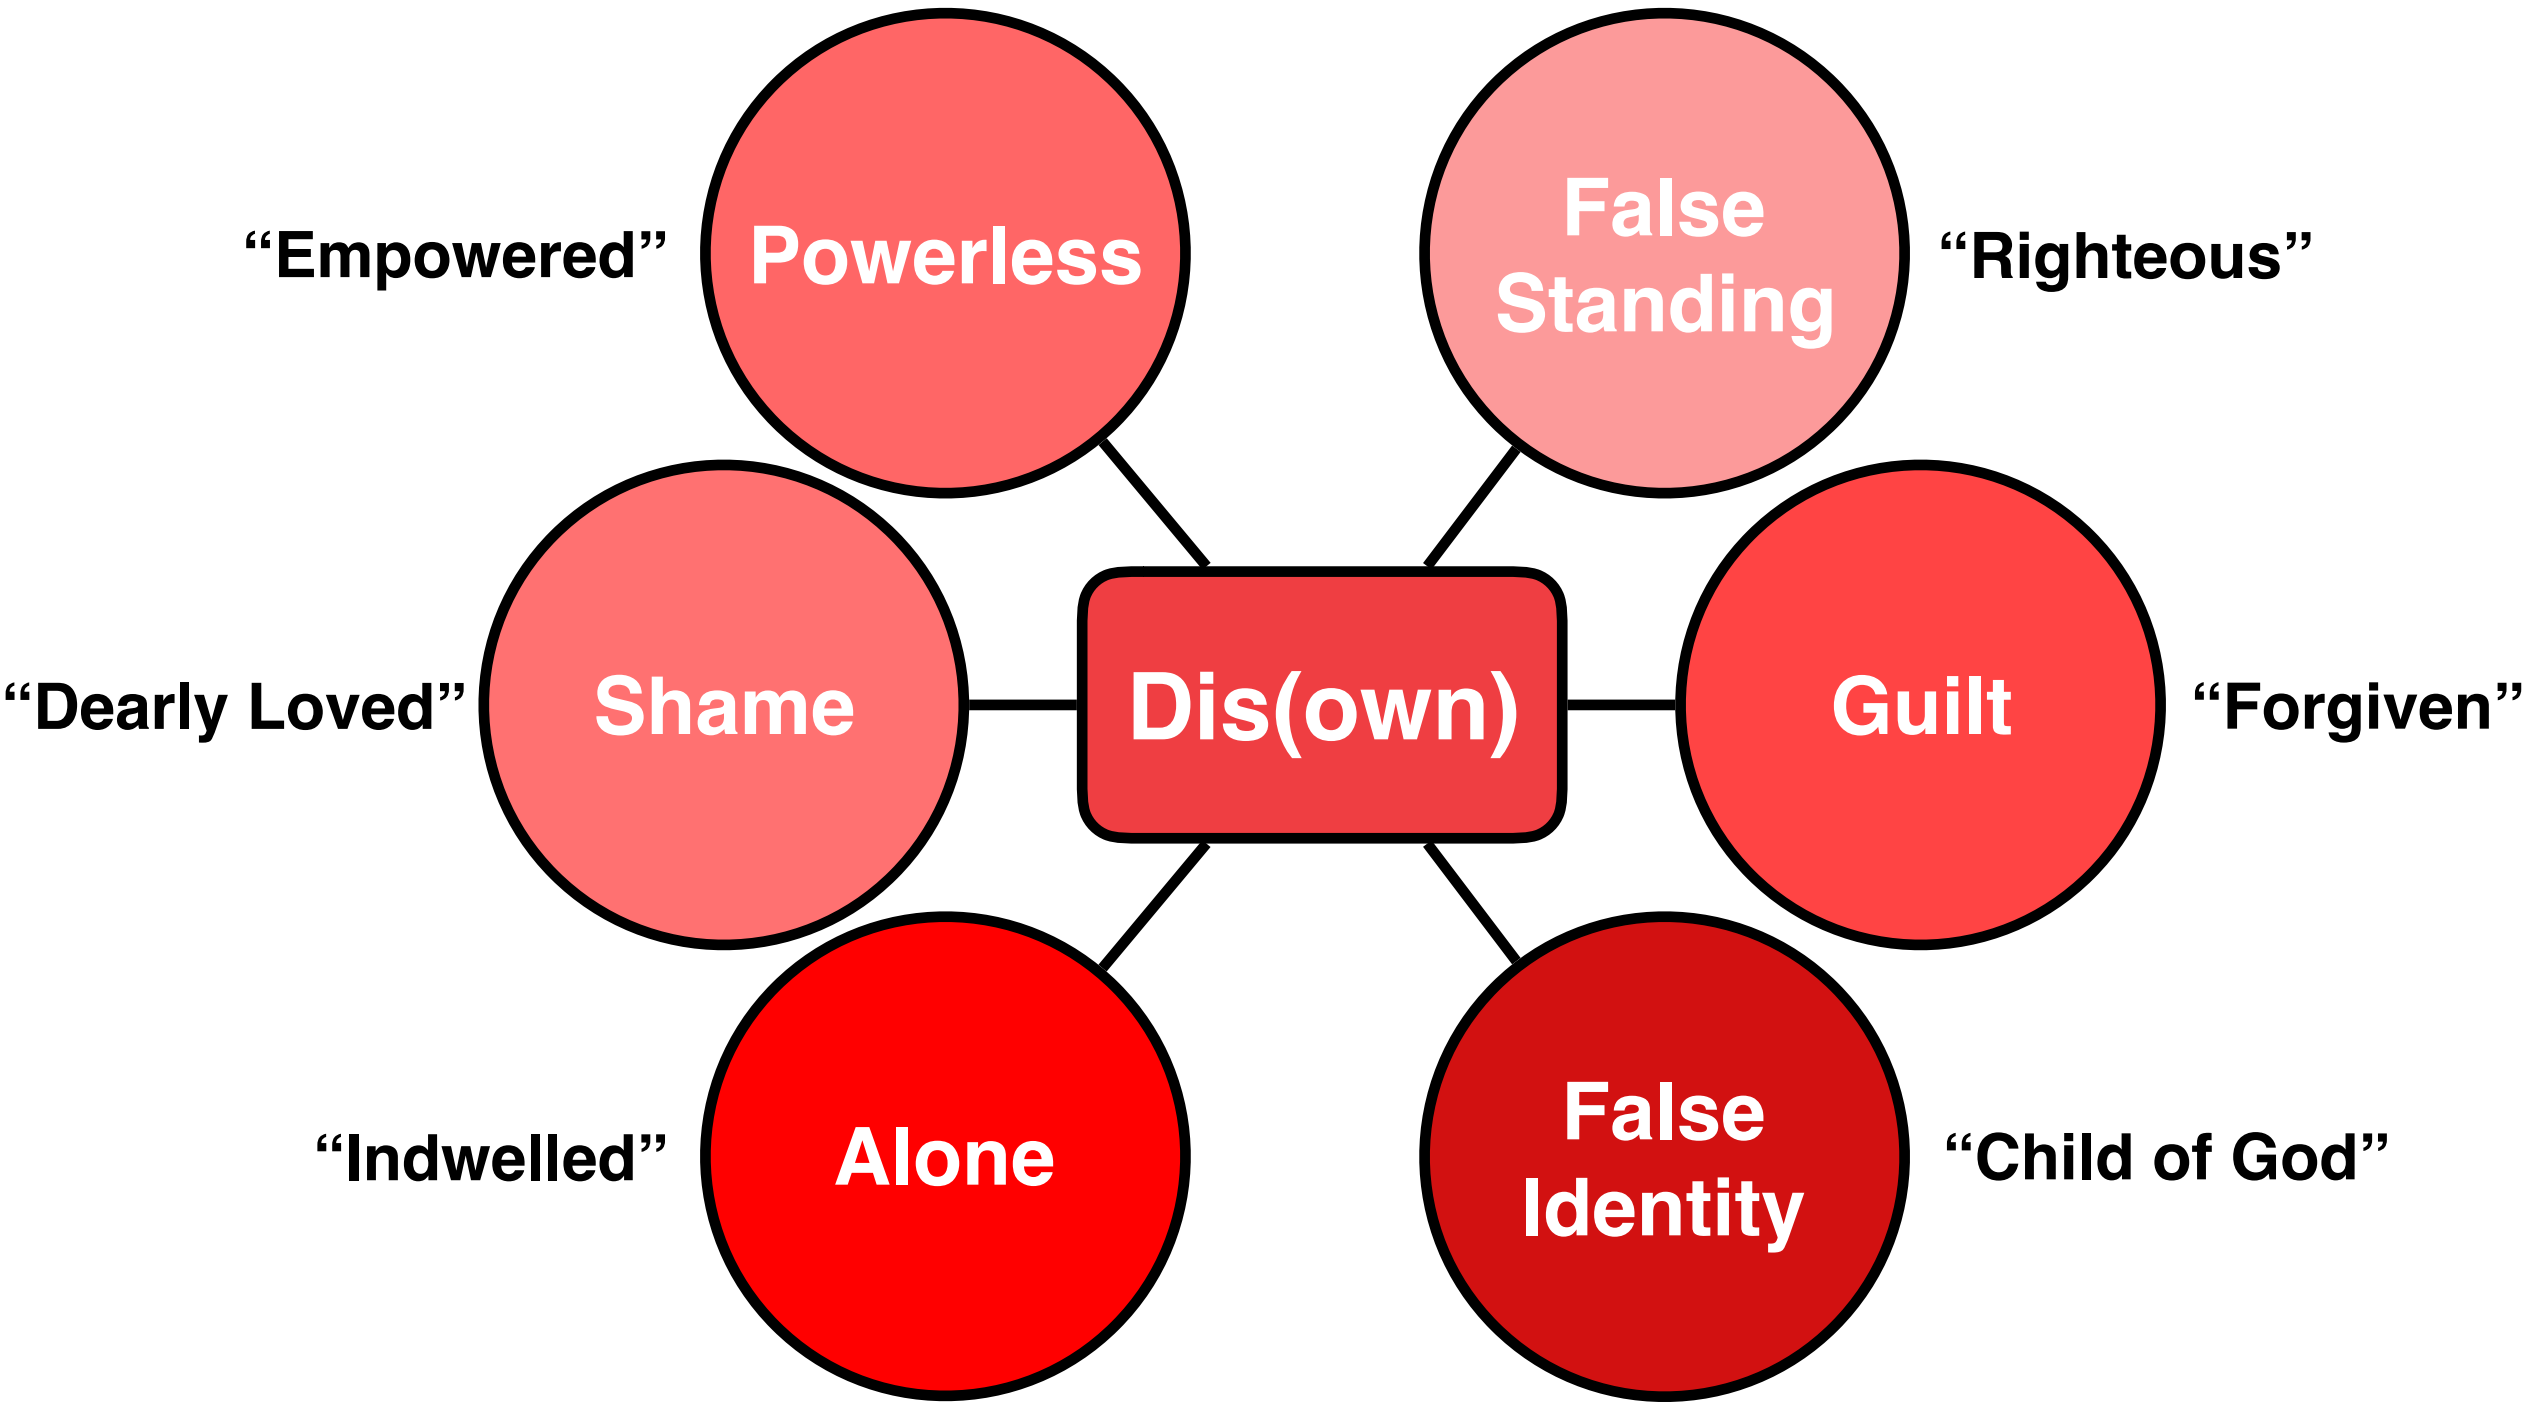 “Empowered”
Powerless
False
Standing
“Righteous”
“Dearly Loved”
Shame
Dis(own)
Guilt
“Forgiven”
“Indwelled”
Alone
False
Identity
“Child of God”